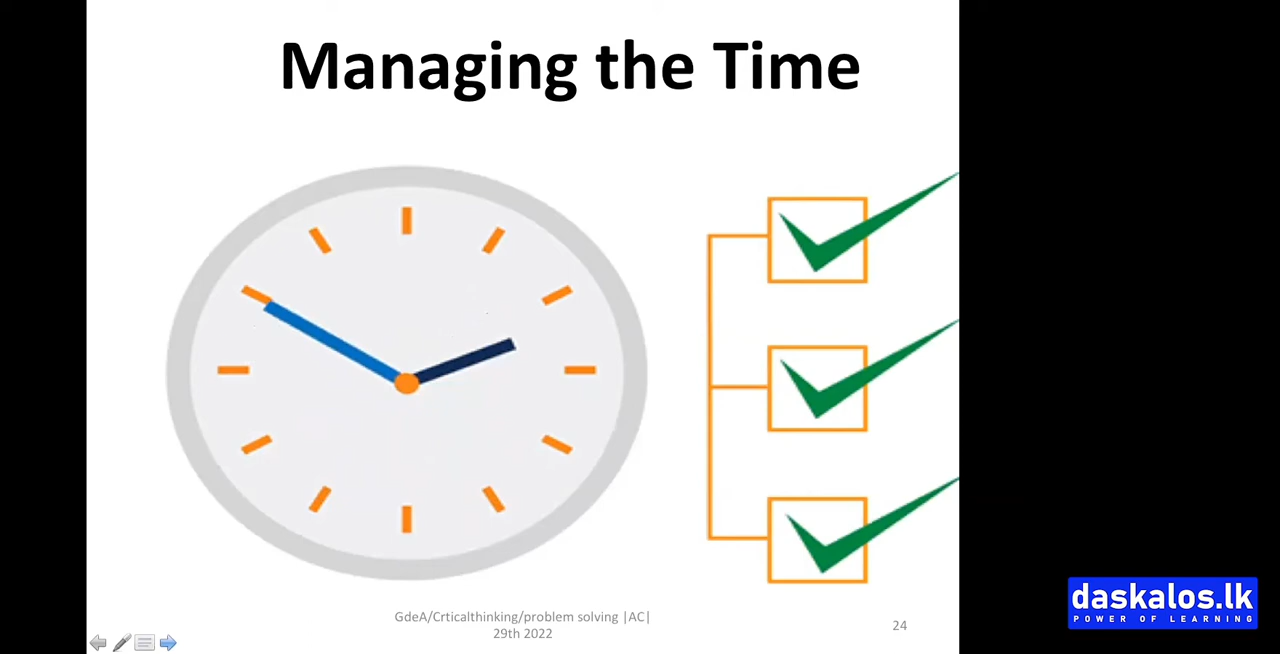 Managing the Time
GdeA/Crticalthinking/problem solving |AC|
29th 2022
24
daskalos.lk
POWER OF LEARNING